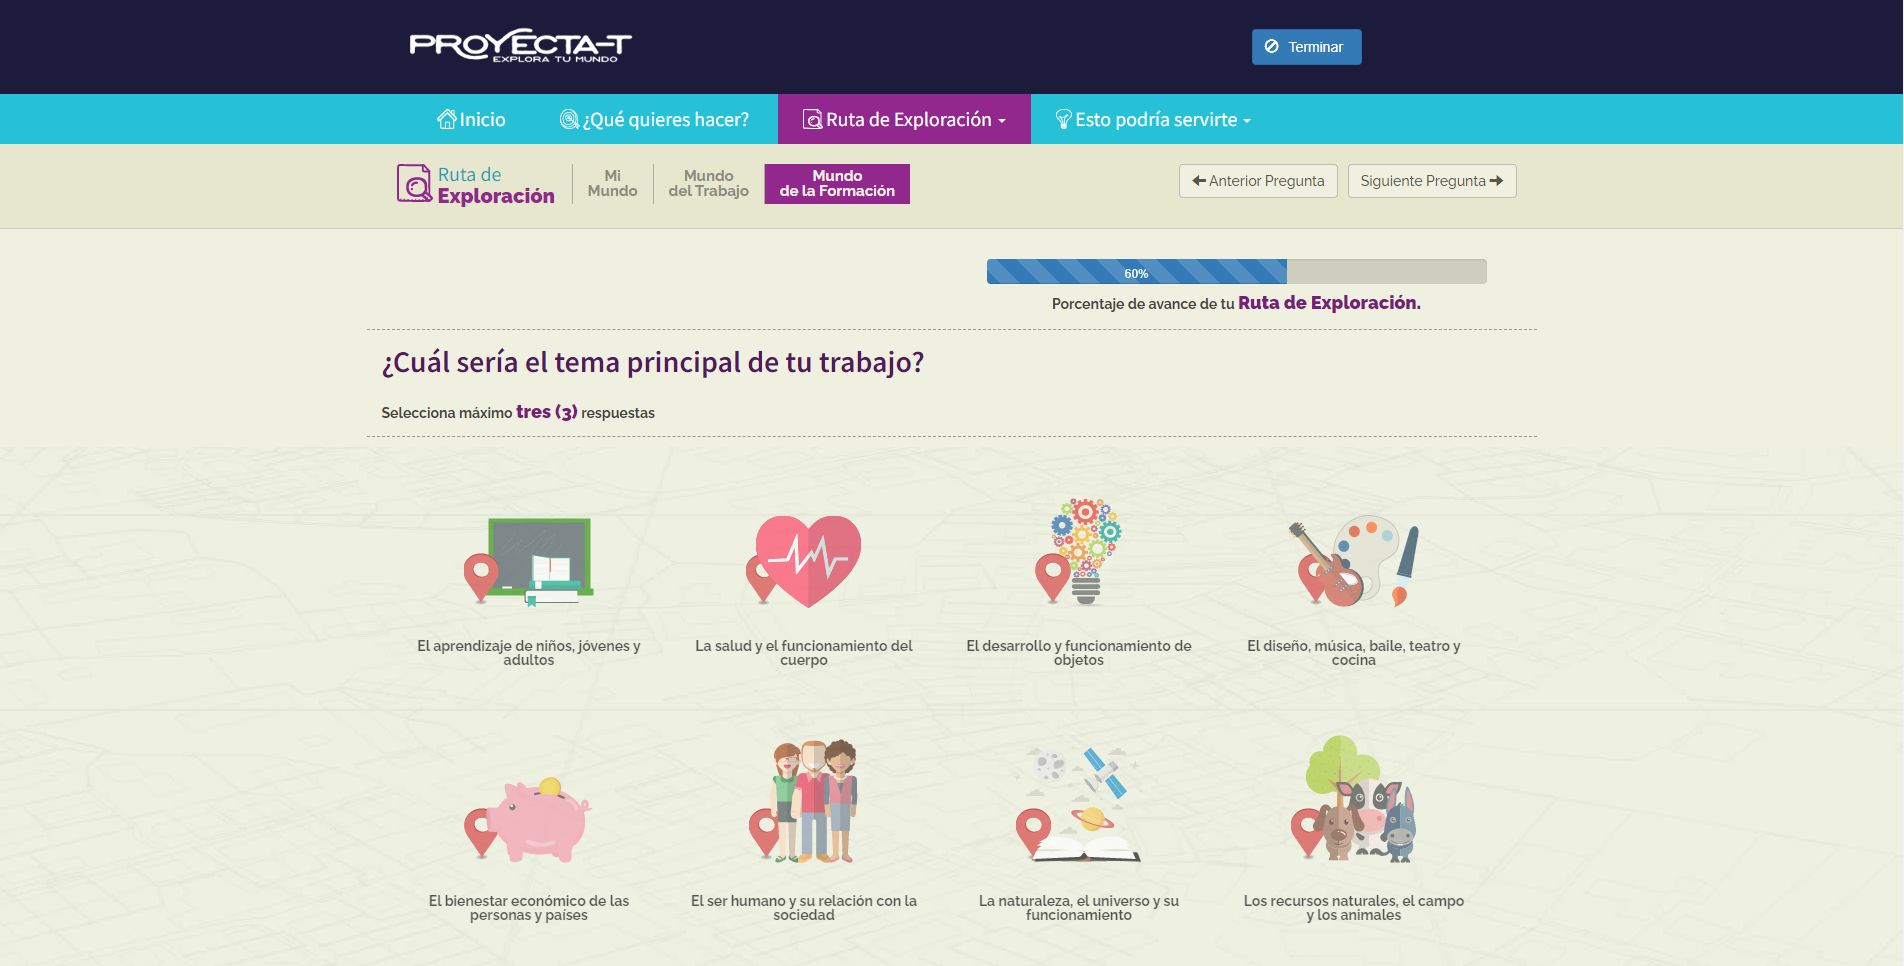 PROYECTA-T
EXPLORA TU MUNDO
Terminar
Inicio
¿Qué quieres hacer?
Ruta de Exploración
Esto podría servirte
Ruta de
Exploración
Mi
Mundo
Mundo
del Trabajo
Mundo
de la Formación
Anterior Pregunta
Siguiente Pregunta
60%
Porcentaje de avance de tu Ruta de Exploración.
¿Cuál sería el tema principal de tu trabajo?
Selecciona máximo tres (3) respuestas
El aprendizaje de niños, jóvenes y
adultos
La salud y el funcionamiento del
cuerpo
El desarrollo y funcionamiento de
objetos
El diseño, música, baile, teatro y
cocina
El bienestar económico de las
personas y países
El ser humano y su relación con la
sociedad
La naturaleza, el universo y su
funcionamiento
Los recursos naturales, el campo
y los animales